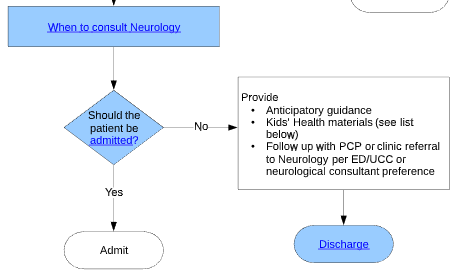 When to consult Neurology
Should the
patient be
admitted?
No
Provide
• Anticipatory guidance
• Kids' Health materials (see list
below)
• Follow up with PCP or clinic referral
to Neurology per ED/UCC or
neurological consultant preference
Yes
Admit
Discharge